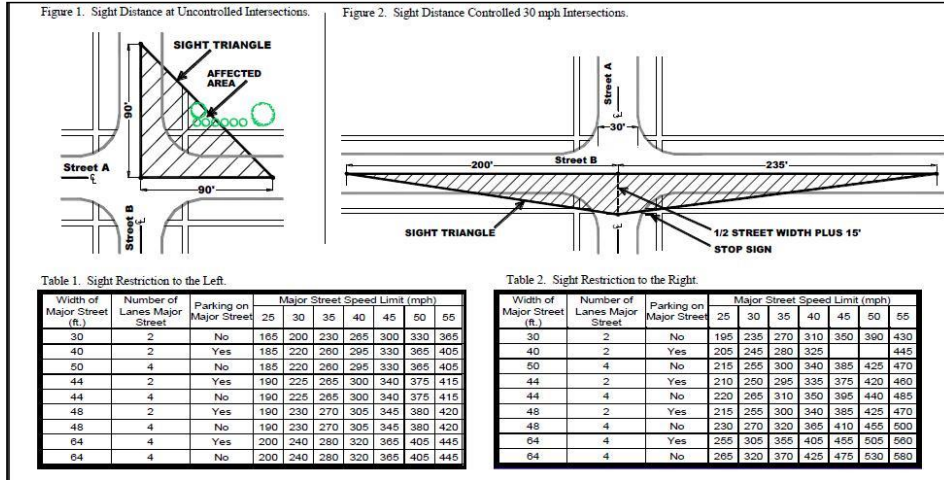 Figure 1. Sight Distance at Uncontrolled Intersections.
Figure 2. Sight Distance Controlled 30 mph Intersections.
SIGHT TRIANGLE
AFFECTED
AREA
90'
Street A
℄
90'
Street B
℄
Street A
30'
200'
Street B
235'
SIGHT TRIANGLE
℄
1/2 STREET WIDTH PLUS 15'
STOP SIGN
Table 1. Sight Restriction to the Left.
Width of Major Street (ft.) Number of Lanes Major Street Parking on Major Street Major Street Speed Limit (mph)
25 30 35 40 45 50 55
30 2 No 165 200 230 265 300 330 365
40 2 Yes 185 220 260 295 330 365 405
50 4 No 185 220 260 295 330 365 405
44 2 Yes 190 225 265 300 340 375 415
44 4 No 190 225 265 300 340 375 415
48 2 Yes 190 230 270 305 345 380 420
48 4 No 190 230 270 305 345 380 420
64 4 Yes 200 240 280 320 365 405 445
64 4 No 200 240 280 320 365 405 445
Table 2. Sight Restriction to the Right.
Width of Major Street (ft.) Number of Lanes Major Street Parking on Major Street Major Street Speed Limit (mph)
25 30 35 40 45 50 55
30 2 No 195 235 270 310 350 390 430
40 2 Yes 205 245 280 325 445
50 4 No 215 255 300 340 385 425 470
44 2 Yes 210 250 295 335 375 420 460
44 4 No 220 265 310 350 395 440 485
48 2 Yes 215 255 300 340 385 425 470
48 4 No 230 270 320 365 410 455 500
64 4 Yes 255 305 355 405 455 505 560
64 4 No 265 320 370 425 475 530 580